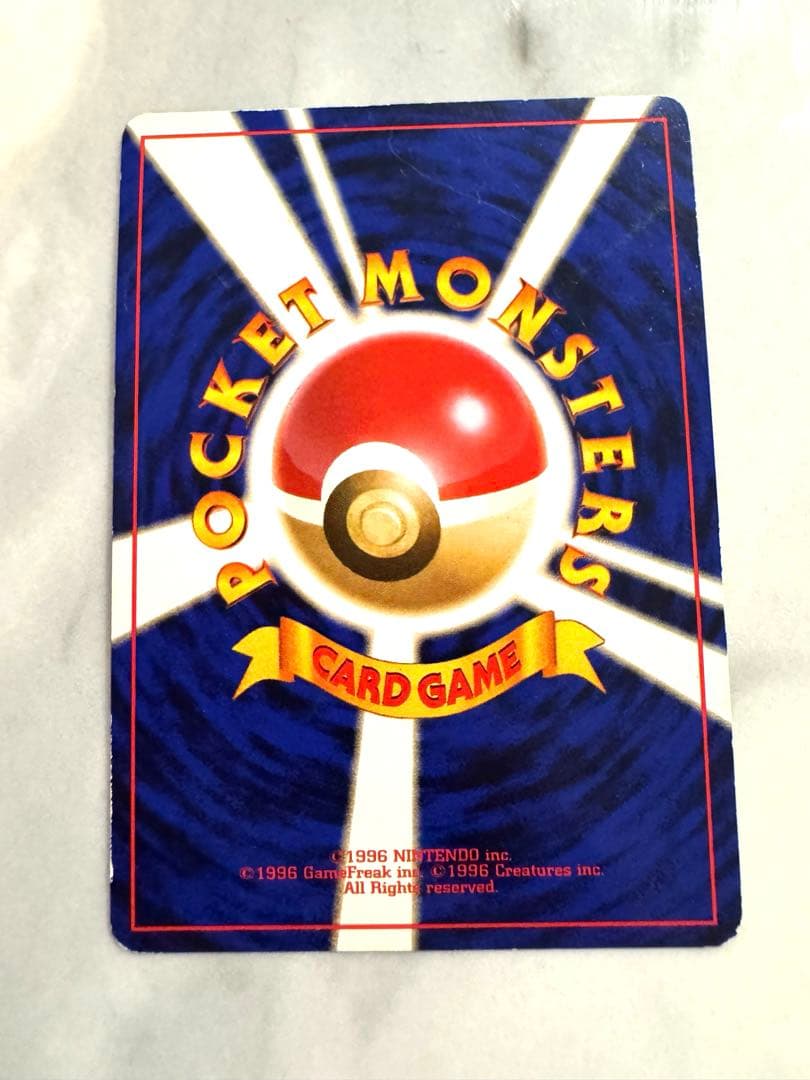 POCKET MONSTERS
CARD GAME
©1996 NINTENDO inc.
©1996 GameFreak inc. ©1996 Creatures inc.
All Rights reserved.